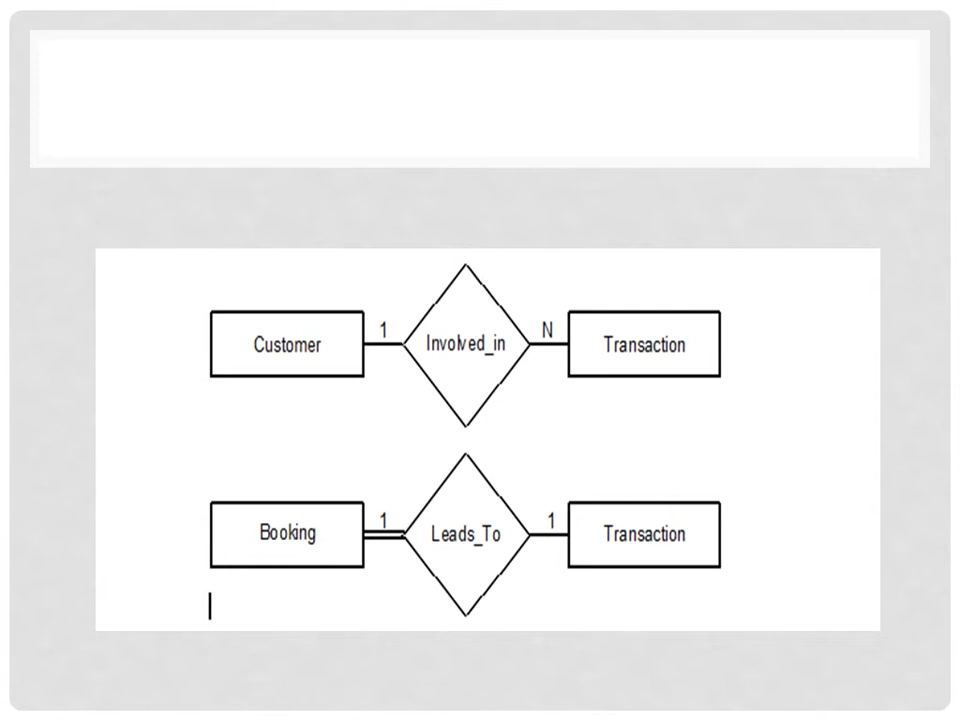 Customer 1 Involved_in N Transaction
Booking 1 Leads_To 1 Transaction